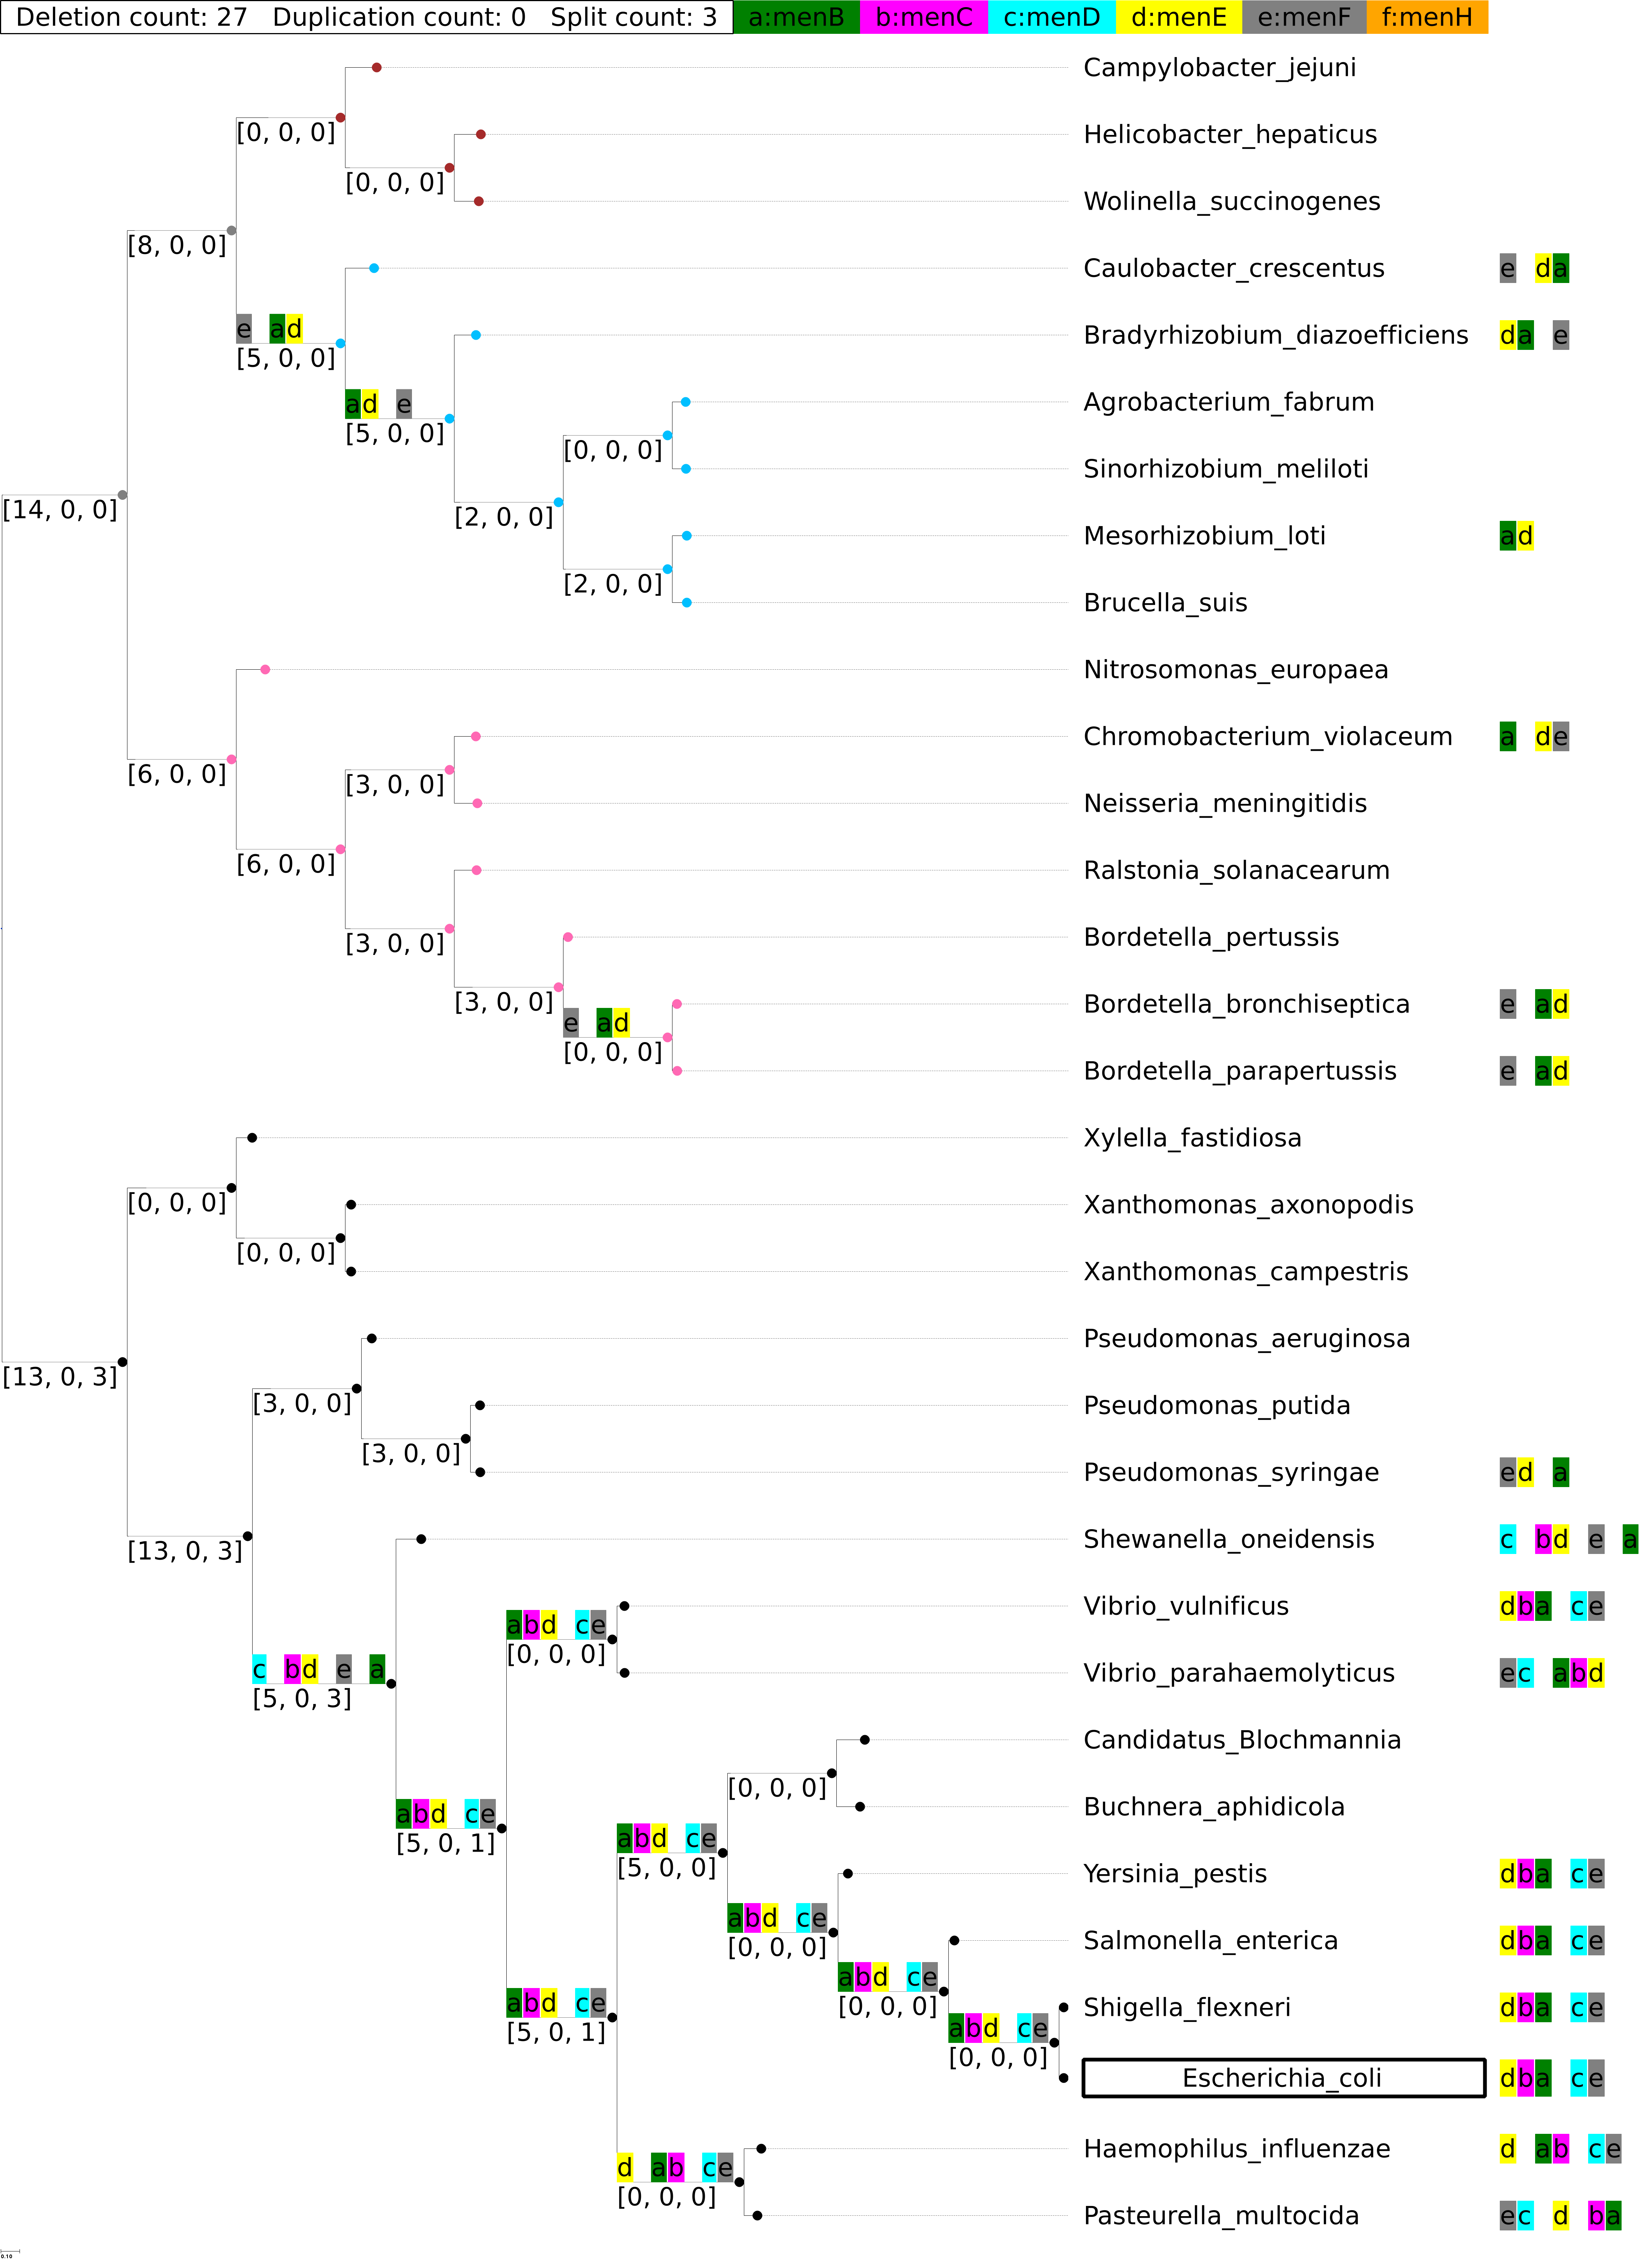 Deletion count: 27 Duplication count: 0 Split count: 3 a:menB b:menC c:menD d:menE e:menF f:menH
Campylobacter_jejuni
[0, 0, 0]
Helicobacter_hepaticus
[0, 0, 0]
Wolinella_succinogenes
[8, 0, 0]
Caulobacter_crescentus e da
e ad
Bradyrhizobium_diazoefficiens da e
[5, 0, 0]
ad e
Agrobacterium_fabrum
[5, 0, 0]
[0, 0, 0]
Sinorhizobium_meliloti
[14, 0, 0]
[2, 0, 0]
Mesorhizobium_loti ad
[2, 0, 0]
Brucella_suis
Nitrosomonas_europaea
Chromobacterium_violaceum a de
[6, 0, 0]
[3, 0, 0]
Neisseria_meningitidis
[6, 0, 0]
Ralstonia_solanacearum
[3, 0, 0]
Bordetella_pertussis
[3, 0, 0]
Bordetella_bronchiseptica e ad
e ad
[0, 0, 0]
Bordetella_parapertussis e ad
Xylella_fastidiosa
[0, 0, 0]
Xanthomonas_axonopodis
[0, 0, 0]
Xanthomonas_campestris
Pseudomonas_aeruginosa
[13, 0, 3]
[3, 0, 0]
Pseudomonas_putida
[3, 0, 0]
Pseudomonas_syringae ed a
Shewanella_oneidensis c bd e a
[13, 0, 3]
Vibrio_vulnificus dba ce
abd ce
[0, 0, 0]
c bd e a
Vibrio_parahaemolyticus ec abd
[5, 0, 3]
Candidatus_Blochmannia
[0, 0, 0]
Buchnera_aphidicola
abd ce
[5, 0, 1]
abd ce
[5, 0, 0]
Yersinia_pestis dba ce
abd ce
[0, 0, 0]
Salmonella_enterica dba ce
abd ce
[0, 0, 0]
abd ce
[5, 0, 1]
Shigella_flexneri dba ce
abd ce
[0, 0, 0]
Escherichia_coli dba ce
Haemophilus_influenzae d ab ce
d ab ce
[0, 0, 0]
Pasteurella_multocida ec d ba
0.10